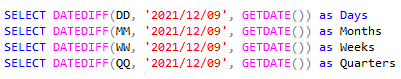 SELECT DATEDIFF(DD, '2021/12/09', GETDATE()) as Days
SELECT DATEDIFF(MM, '2021/12/09', GETDATE()) as Months
SELECT DATEDIFF(WW, '2021/12/09', GETDATE()) as Weeks
SELECT DATEDIFF(QQ, '2021/12/09', GETDATE()) as Quarters